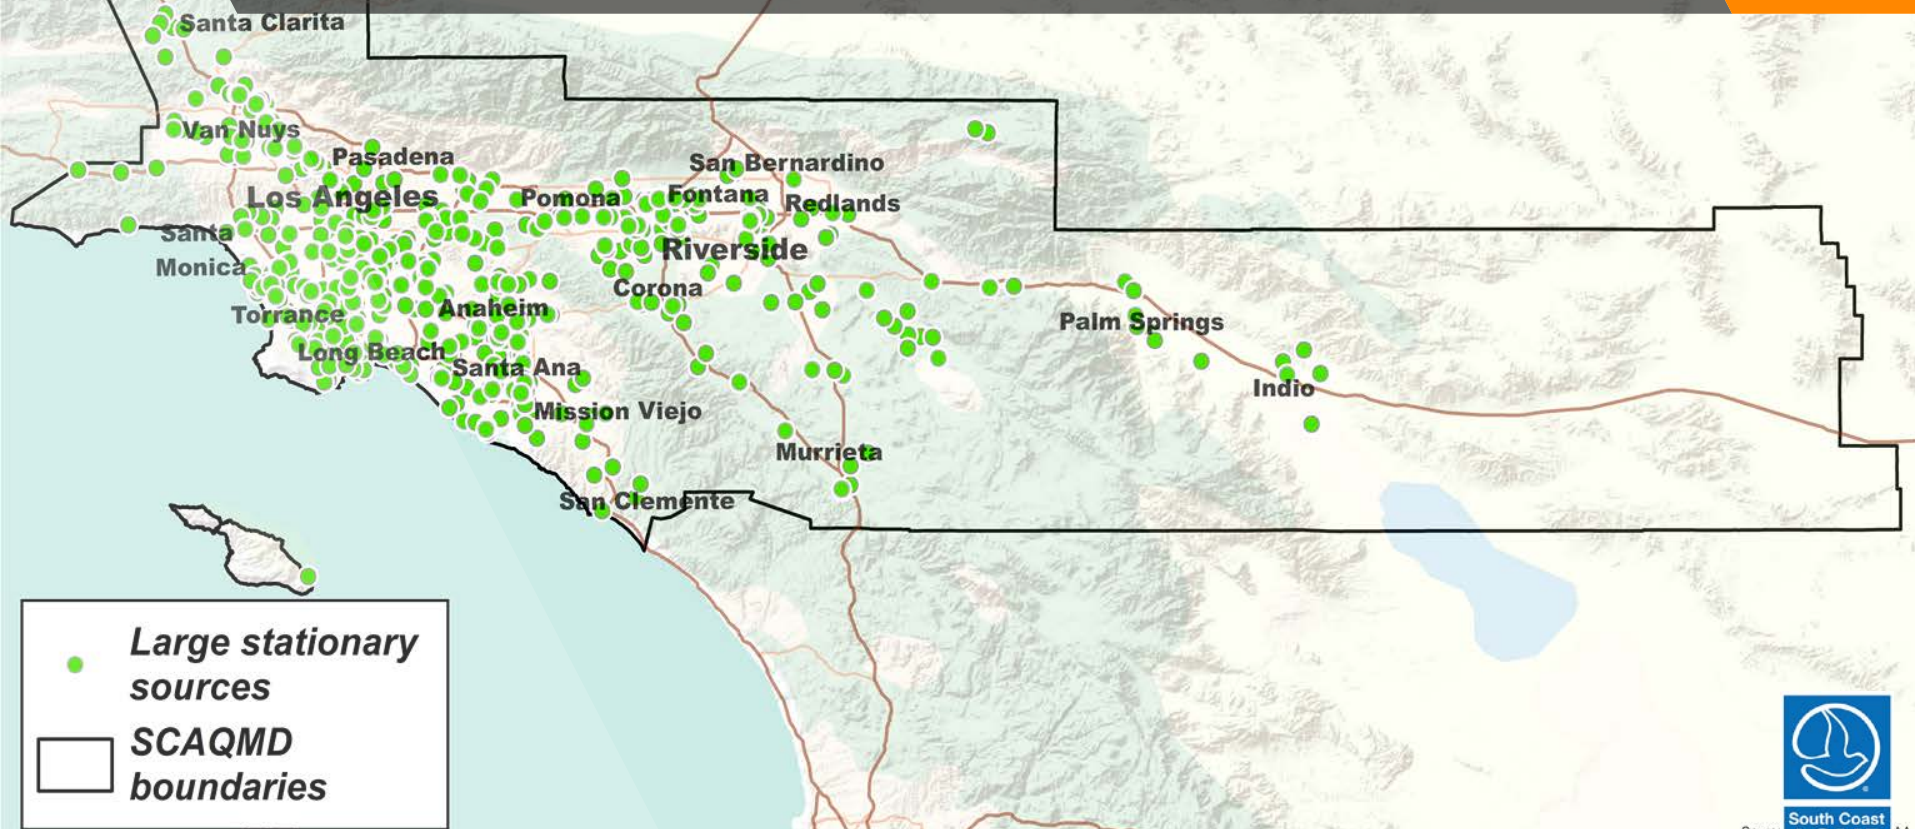 Santa Clarita
Van Nuys
Pasadena
San Bernardino
Los Angeles
Pomona
Fontana
Redlands
Santa
Monica
Riverside
Corona
Torrance
Anaheim
Palm Springs
Long Beach
Santa Ana
Indio
Mission Viejo
Murrieta
San Clemente
Large stationary
sources
SCAQMD
boundaries
South Coast